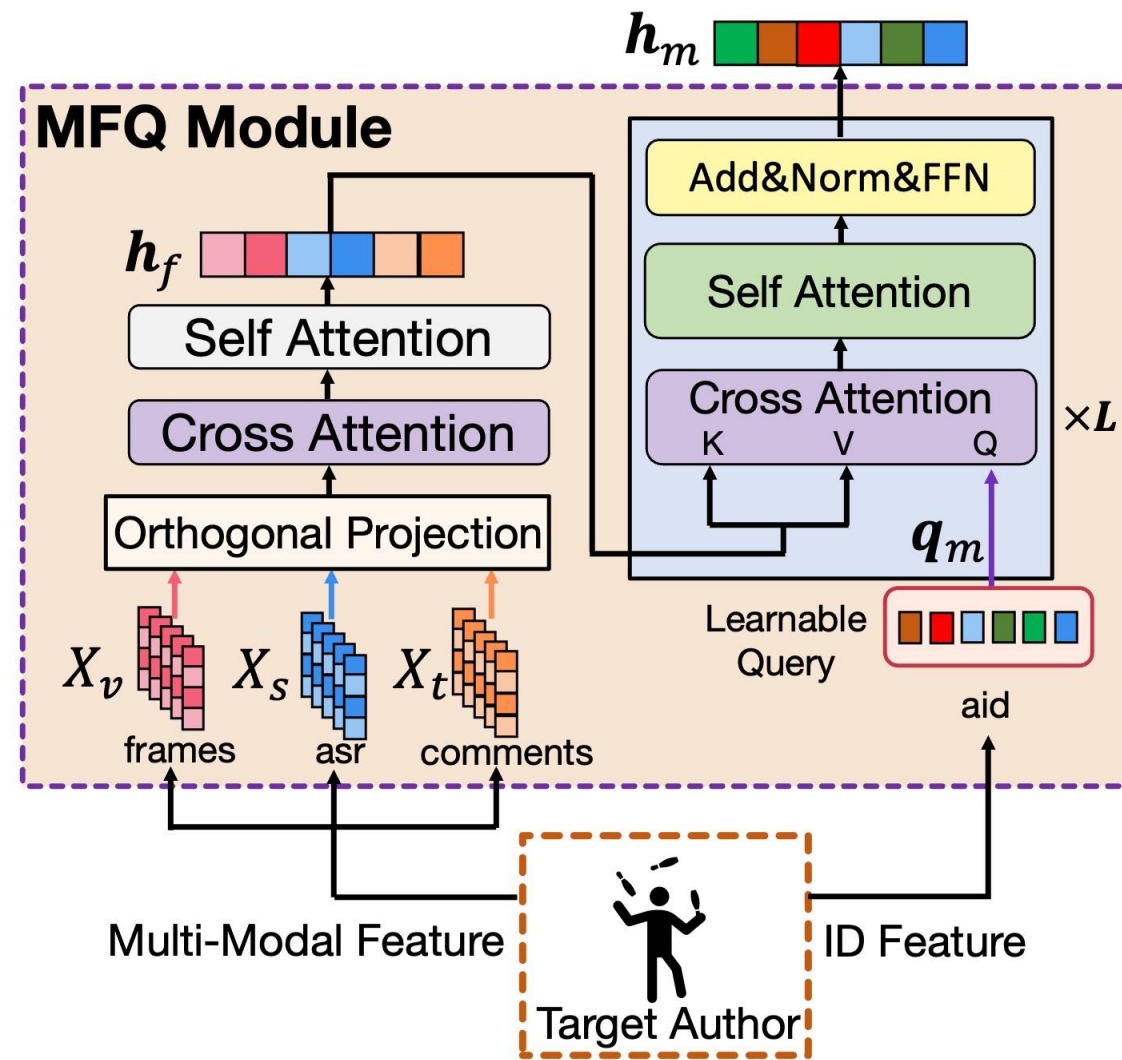 h_m
MFQ Module
Add&Norm&FFN
h_f
Self Attention
Self Attention
Cross Attention
K V Q
×L
Cross Attention
Orthogonal Projection
q_m
Learnable
Query
X_v X_s X_t
aid
frames asr comments
Multi-Modal Feature
ID Feature
Target Author